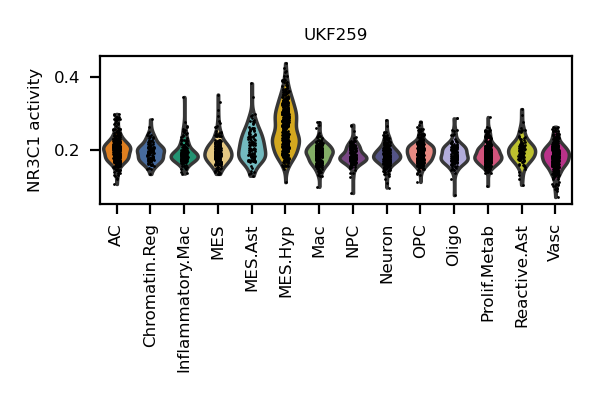 UKF259
NR3C1 activity
0.4
0.2
AC
Chromatin.Reg
Inflammatory.Mac
MES
MES.Ast
MES.Hyp
Mac
NPC
Neuron
OPC
Oligo
Prolif.Metab
Reactive.Ast
Vasc